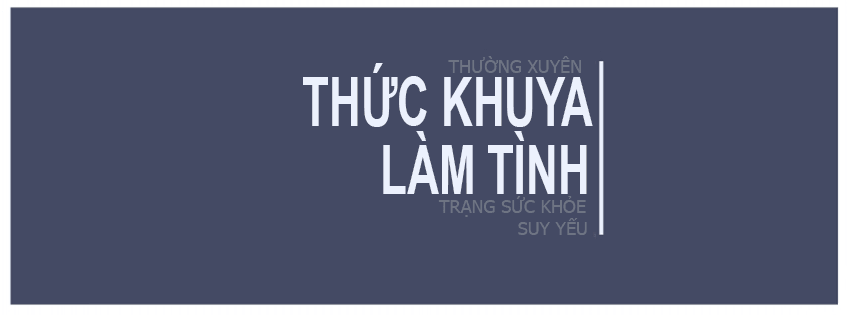 THƯỜNG XUYÊN
THỨC KHUYA
LÀM TÌNH
TRẠNG SỨC KHỎE
SUY YẾU